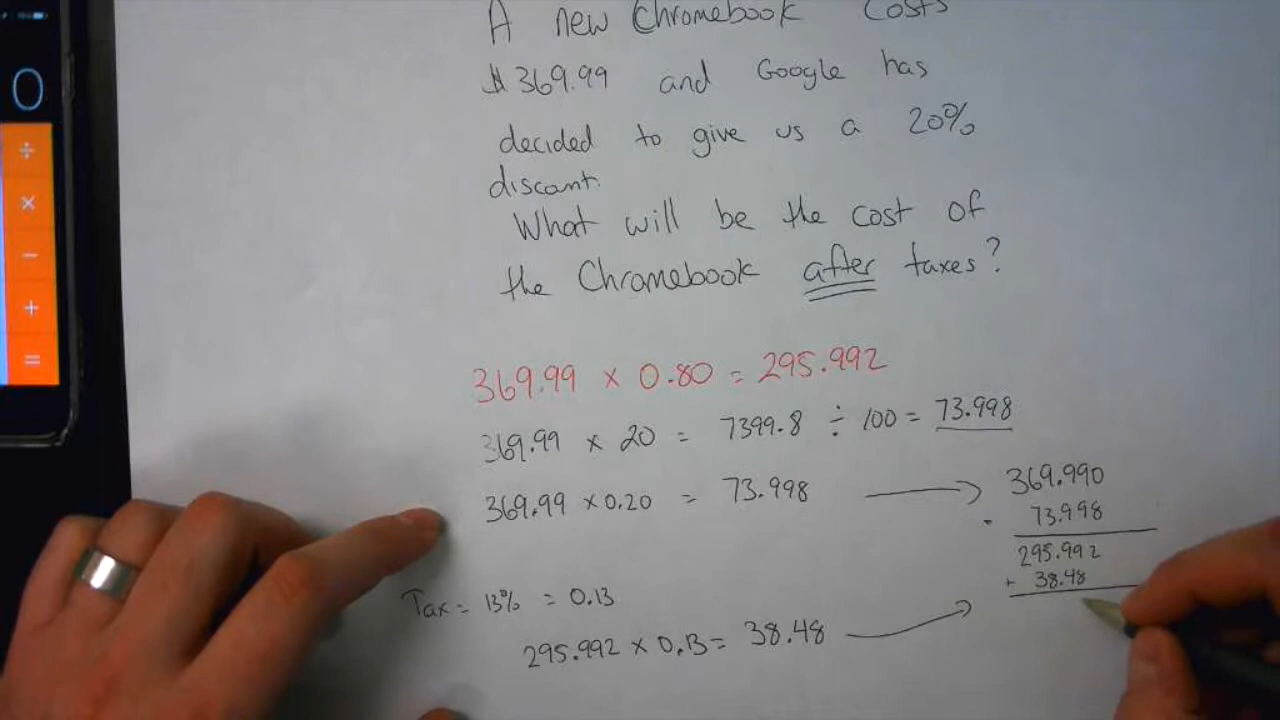 A new Chromebook costs
$369.99 and Google has
decided to give us a 20%
discant.
What will be the cost of
the Chromebook after taxes?
369.99 × 0.80 = 295.992
369.99 × 20 = 7399.8 ÷ 100 = 73.998
369.99 × 0.20 = 73.998
369.990
- 73.998
295.992
+ 38.48
Tax = 13% = 0.13
295.992 × 0.13 = 38.48
0
÷
×
−
+
=